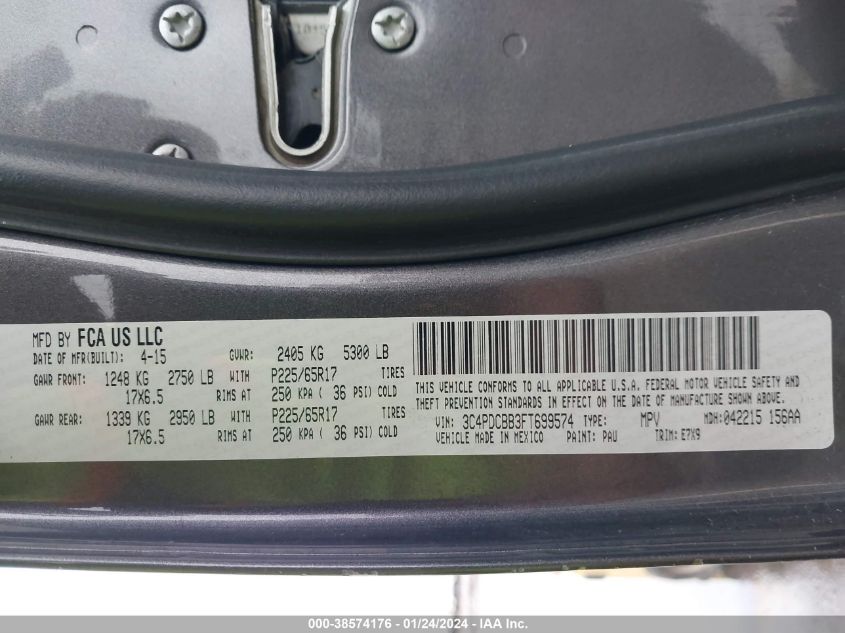 MFD BY FCA US LLC
DATE OF MFR(BUILT): 4-15 GVWR: 2405 KG 5300 LB
GAWR FRONT: 1248 KG 2750 LB WITH P225/65R17 TIRES
17X6.5 RIMS AT 250 KPA ( 36 PSI) COLD
GAWR REAR: 1339 KG 2950 LB WITH P225/65R17 TIRES
17X6.5 RIMS AT 250 KPA ( 36 PSI) COLD
THIS VEHICLE CONFORMS TO ALL APPLICABLE U.S.A. FEDERAL MOTOR VEHICLE SAFETY AND
THEFT PREVENTION STANDARDS IN EFFECT ON THE DATE OF MANUFACTURE SHOWN ABOVE.
VIN: 3C4PDCBB3FT699574 TYPE: MPV MDH: 042215 156AA
VEHICLE MADE IN MEXICO PAINT: PAU TRIM: E7X9
000-38574176 - 01/24/2024 - IAA Inc.